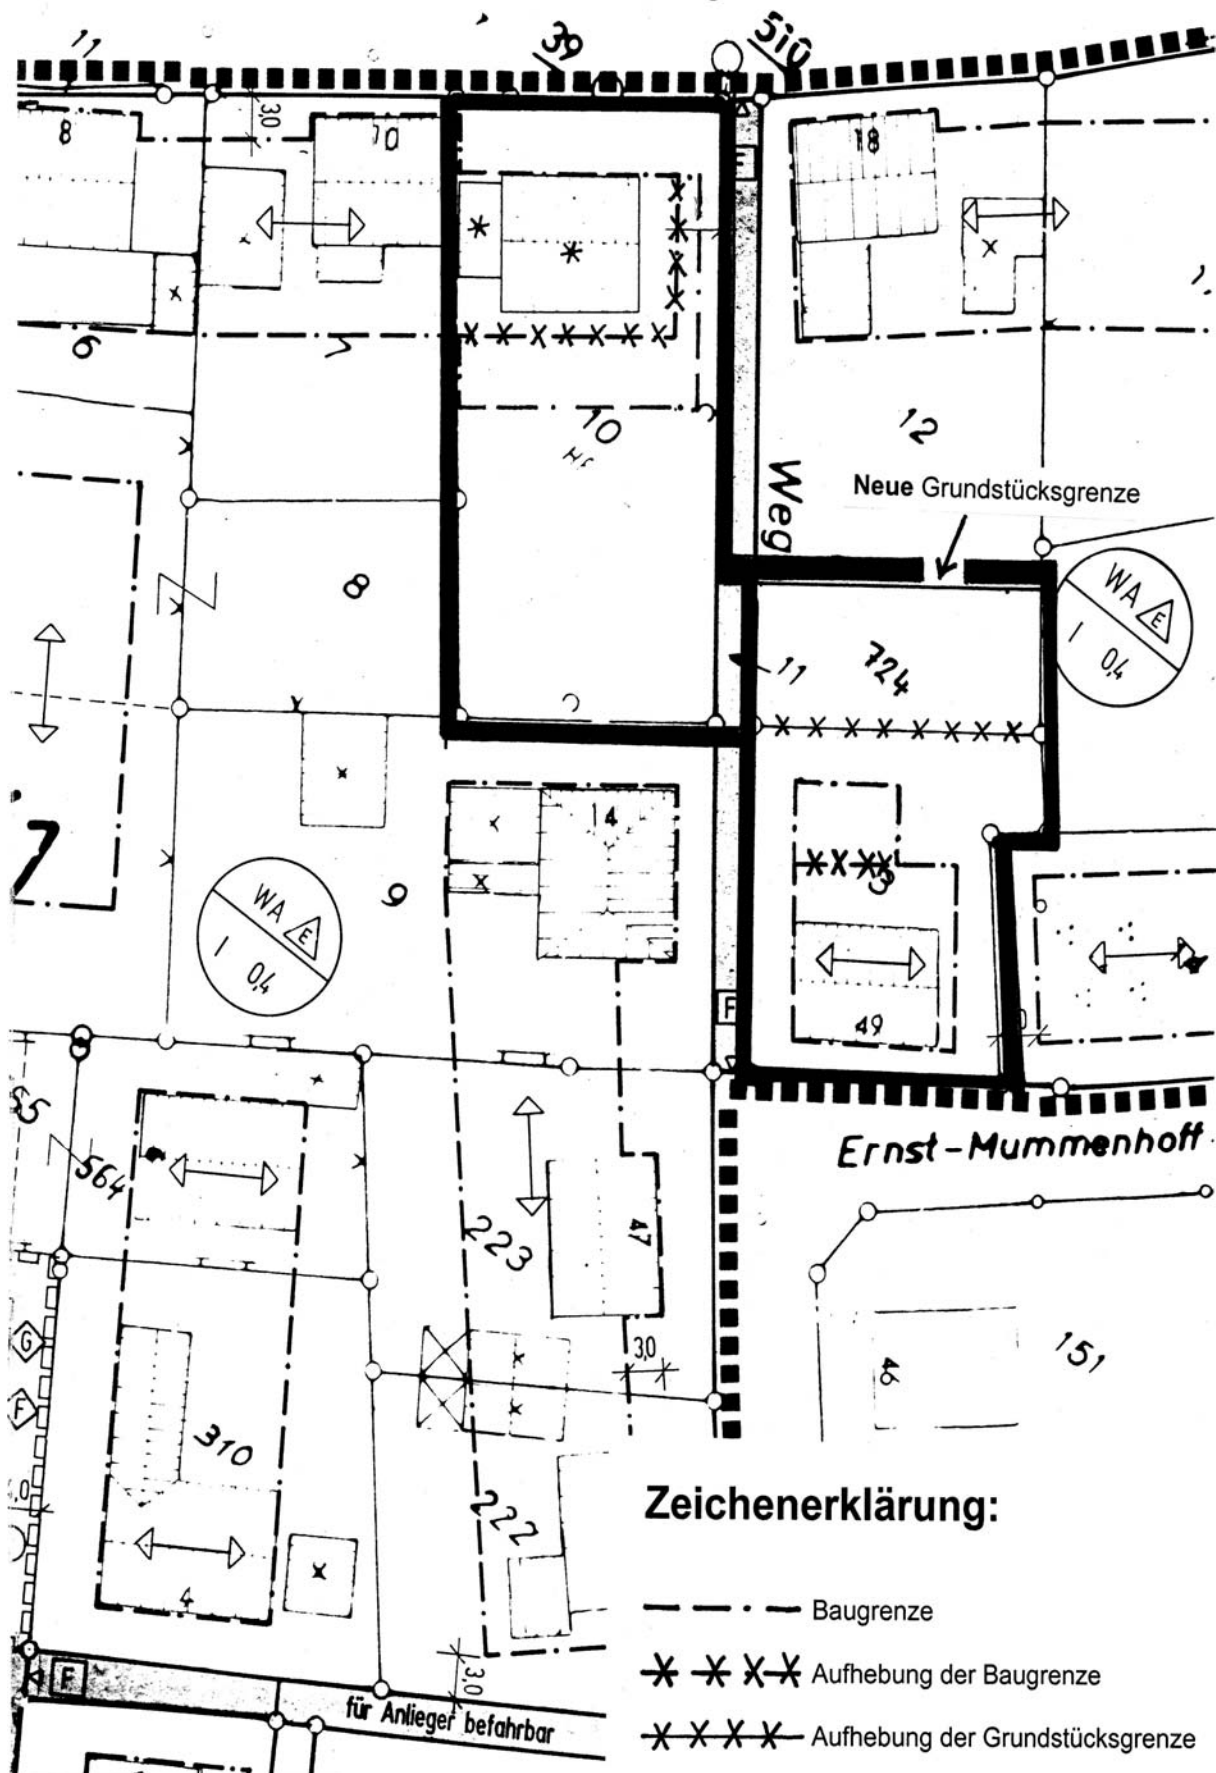 11
39
510
8
10
3,0
18
6
7
10
12
Weg
Neue Grundstücksgrenze
8
WA E
I 0,4
11
724
7
14
9
WA E
I 0,4
3
F
49
Ernst-Mummenhoff
564
223
47
G
F
3,0
46
151
310
222
4
3,0
F
für Anlieger befahrbar
Zeichenerklärung:
Baugrenze
Aufhebung der Baugrenze
Aufhebung der Grundstücksgrenze